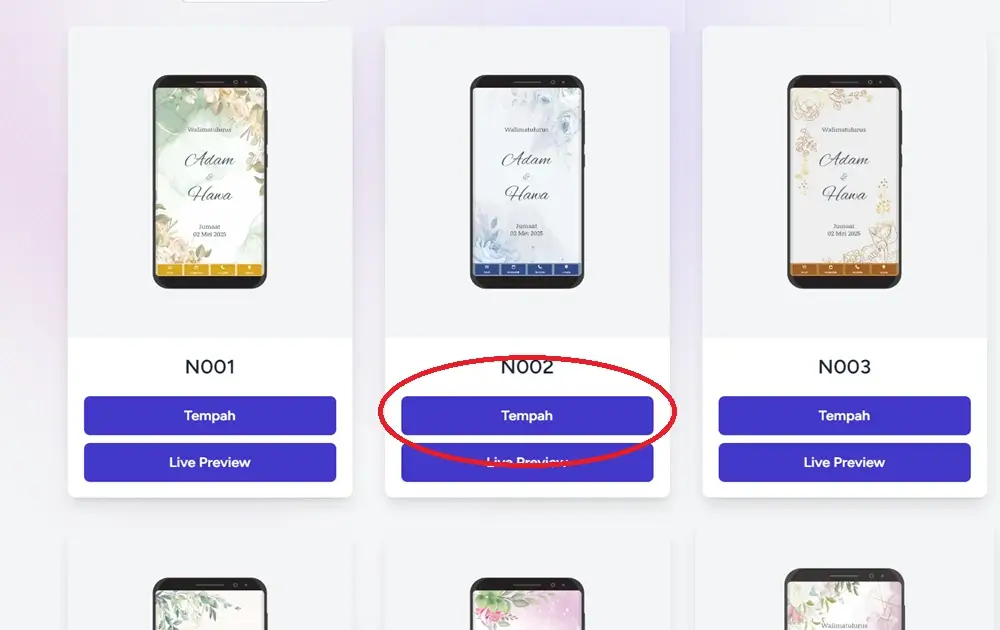 Walimatulurus
Adam
&
Hawa
Jumaat
02 Mei 2025
Walimatulurus
Adam
&
Hawa
Jumaat
02 Mei 2025
Walimatulurus
Adam
&
Hawa
Jumaat
02 Mei 2025
N001
N002
N003
Tempah
Tempah
Tempah
Live Preview
Live Preview
Live Preview
Walimatulurus